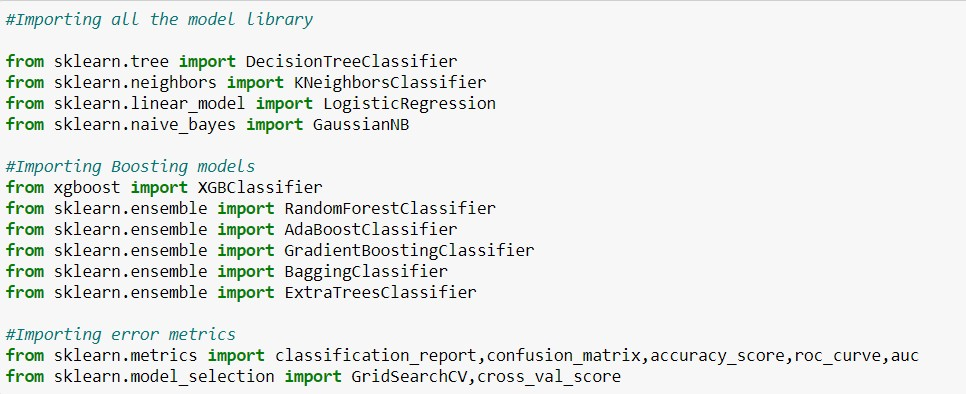 #Importing all the model library
from sklearn.tree import DecisionTreeClassifier
from sklearn.neighbors import KNeighborsClassifier
from sklearn.linear_model import LogisticRegression
from sklearn.naive_bayes import GaussianNB
#Importing Boosting models
from xgboost import XGBClassifier
from sklearn.ensemble import RandomForestClassifier
from sklearn.ensemble import AdaBoostClassifier
from sklearn.ensemble import GradientBoostingClassifier
from sklearn.ensemble import BaggingClassifier
from sklearn.ensemble import ExtraTreesClassifier
#Importing error metrics
from sklearn.metrics import classification_report,confusion_matrix,accuracy_score,roc_curve,auc
from sklearn.model_selection import GridSearchCV,cross_val_score